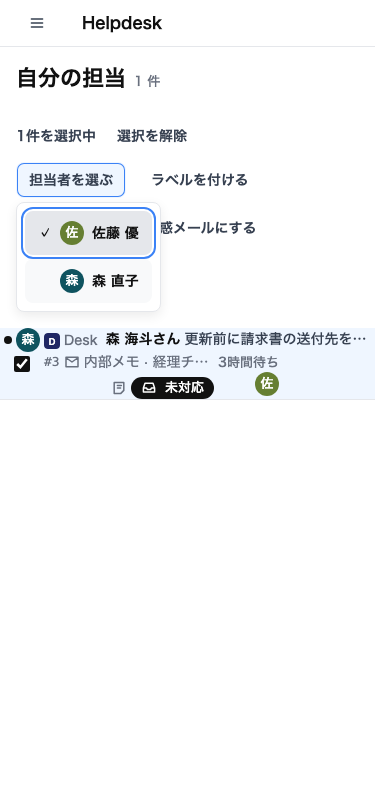 Helpdesk
自分の担当 1 件
1件を選択中 選択を解除
担当者を選ぶ ラベルを付ける
✓ 佐 佐藤 優
惑メールにする
森 森 直子
森 D Desk 森 海斗さん 更新前に請求書の送付先を…
#3 内部メモ · 経理チ… 3時間待ち
未対応 佐